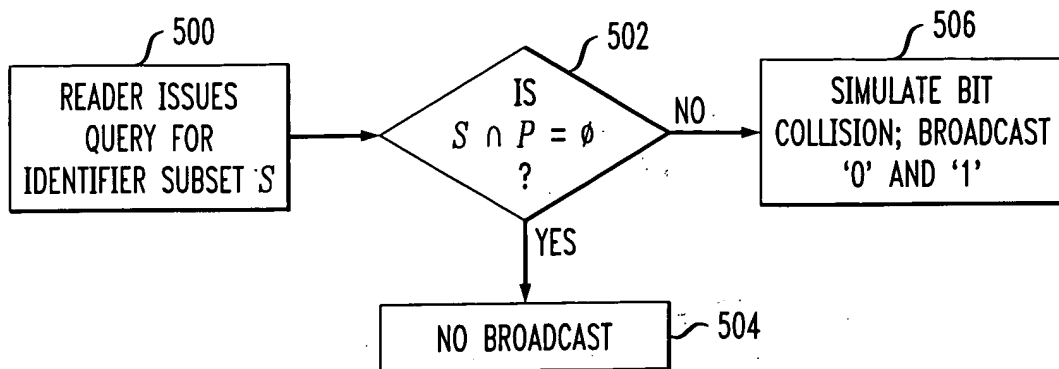 500
READER ISSUES
QUERY FOR
IDENTIFIER SUBSET S
502
IS
S ∩ P = ø
?
NO
YES
506
SIMULATE BIT
COLLISION; BROADCAST
‘0’ AND ‘1’
NO BROADCAST
504